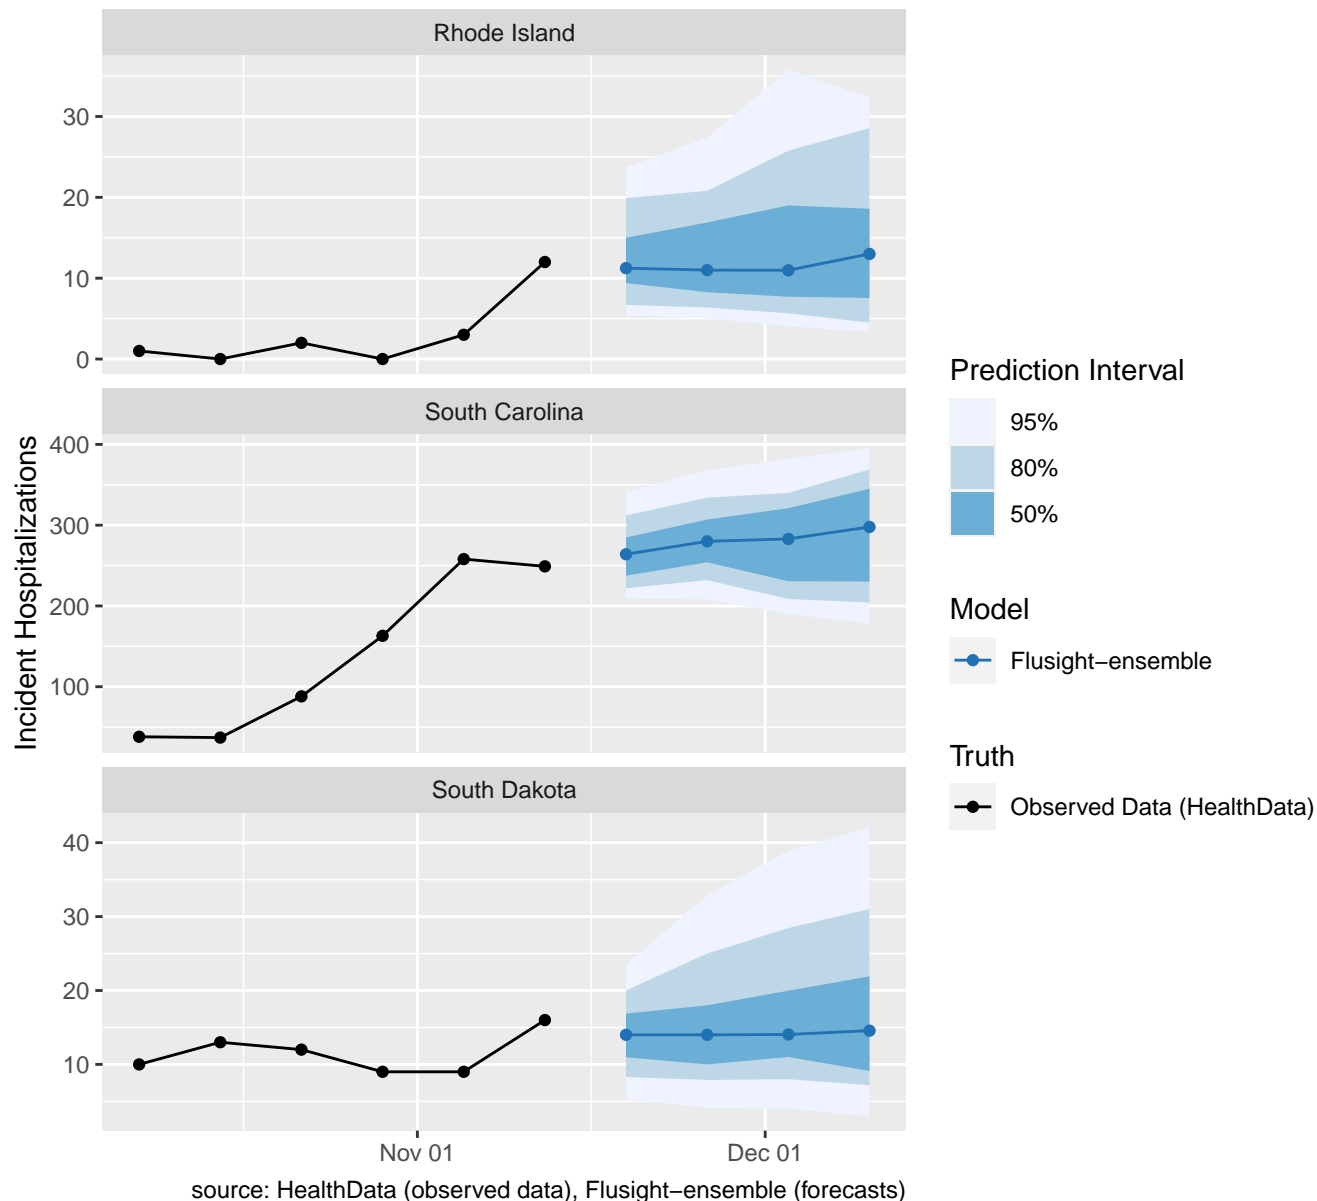 Rhode Island
30
20
10
0
South Carolina
400
300
200
100
South Dakota
40
30
20
10
Nov 01
Dec 01
Incident Hospitalizations
source: HealthData (observed data), Flusight−ensemble (forecasts)
Prediction Interval
95%
80%
50%
Model
Flusight−ensemble
Truth
Observed Data (HealthData)